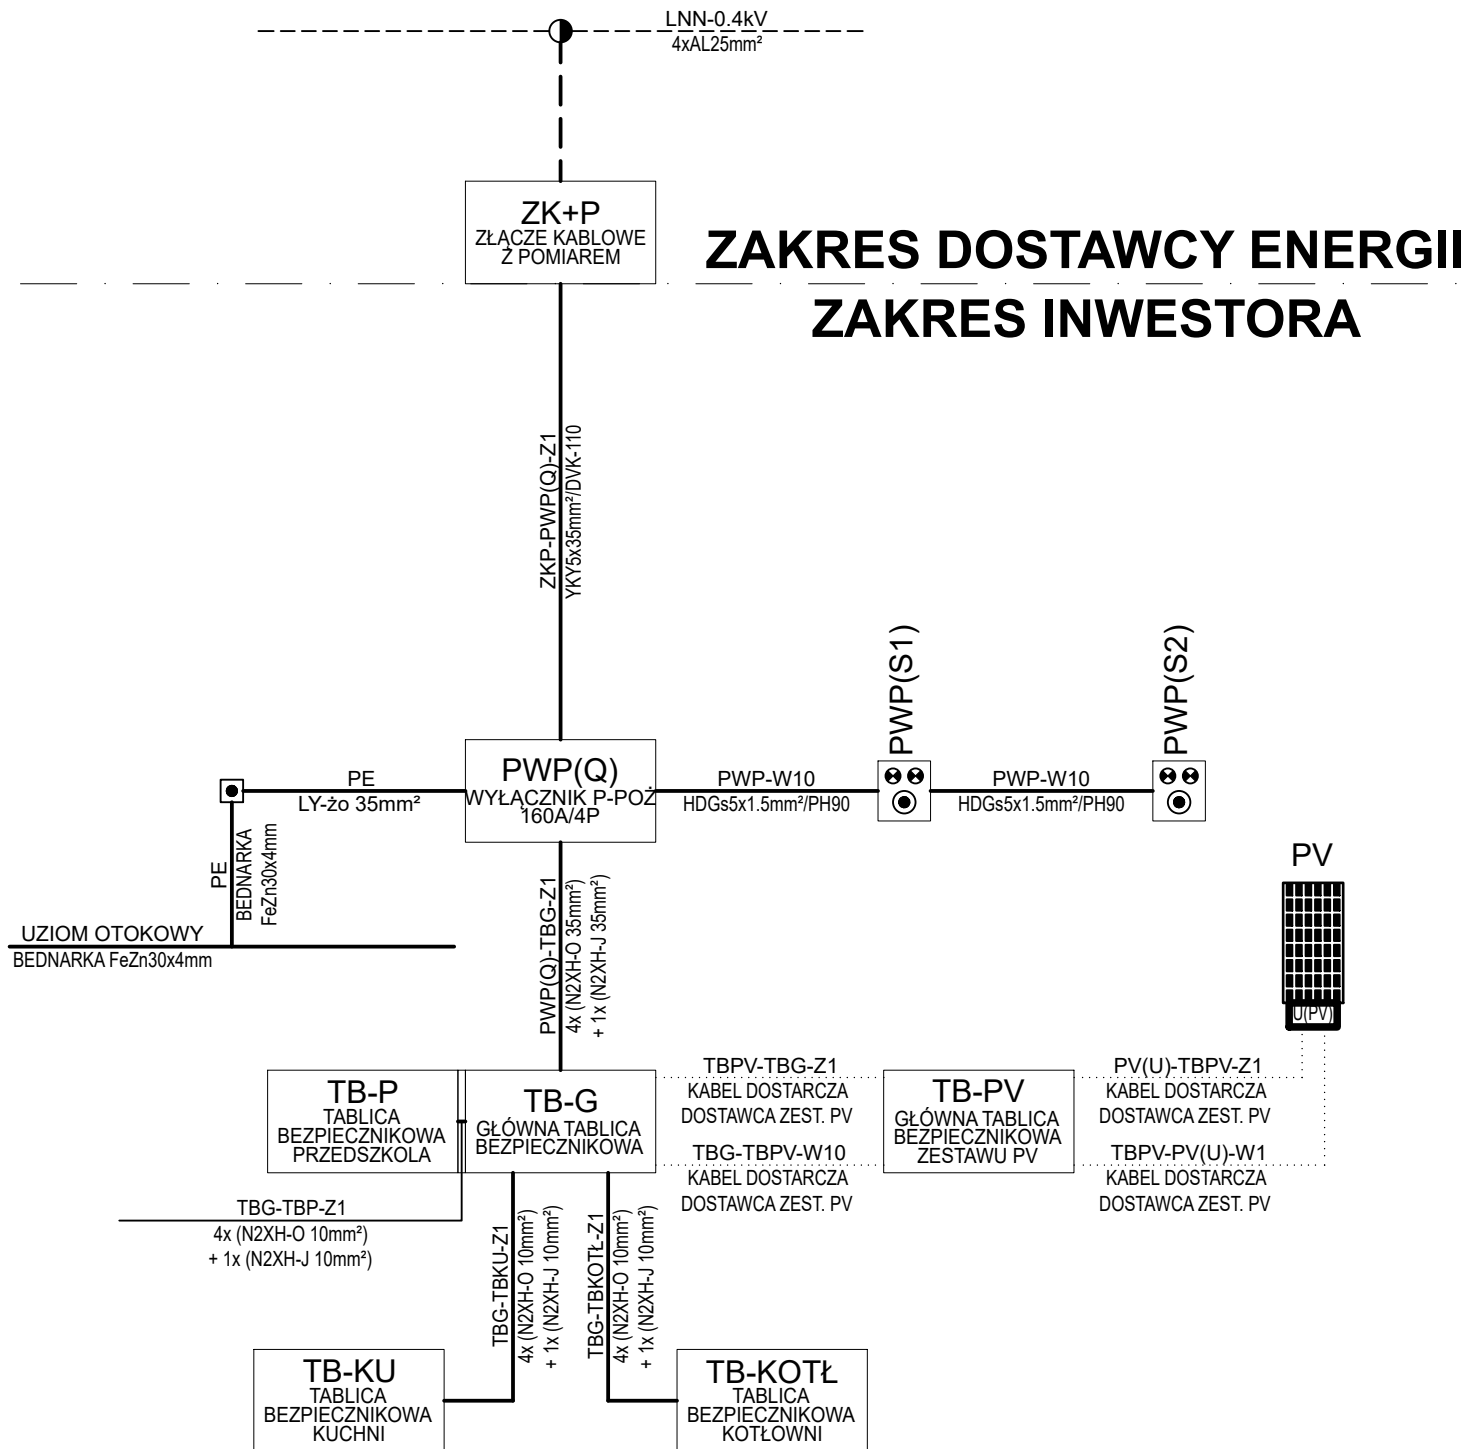 LNN-0.4kV
4xAL25mm²
ZK+P
ZŁĄCZE KABLOWE
Z POMIAREM
ZAKRES DOSTAWCY ENERGII
ZAKRES INWESTORA
ZKP-PWP(Q)-Z1
YKY5x35mm²/DVK-110
PWP(S1)
PWP(S2)
PE
LY-żo 35mm²
PWP(Q)
WYŁĄCZNIK P-POŻ
160A/4P
PWP-W10
HDGs5x1.5mm²/PH90
PWP-W10
HDGs5x1.5mm²/PH90
PE
BEDNARKA
FeZn30x4mm
UZIOM OTOKOWY
BEDNARKA FeZn30x4mm
PWP(Q)-TBG-Z1
4x (N2XH-O 35mm²)
+ 1x (N2XH-J 35mm²)
PV
U(PV)
TB-P
TABLICA
BEZPIECZNIKOWA
PRZEDSZKOLA
TB-G
GŁÓWNA TABLICA
BEZPIECZNIKOWA
TBPV-TBG-Z1
KABEL DOSTARCZA
DOSTAWCA ZEST. PV
TBG-TBPV-W10
KABEL DOSTARCZA
DOSTAWCA ZEST. PV
TB-PV
GŁÓWNA TABLICA
BEZPIECZNIKOWA
ZESTAWU PV
PV(U)-TBPV-Z1
KABEL DOSTARCZA
DOSTAWCA ZEST. PV
TBPV-PV(U)-W1
KABEL DOSTARCZA
DOSTAWCA ZEST. PV
TBG-TBP-Z1
4x (N2XH-O 10mm²)
+ 1x (N2XH-J 10mm²)
TBG-TBKU-Z1
4x (N2XH-O 10mm²)
+ 1x (N2XH-J 10mm²)
TBG-TBKOTŁ-Z1
4x (N2XH-O 10mm²)
+ 1x (N2XH-J 10mm²)
TB-KU
TABLICA
BEZPIECZNIKOWA
KUCHNI
TB-KOTŁ
TABLICA
BEZPIECZNIKOWA
KOTŁOWNI